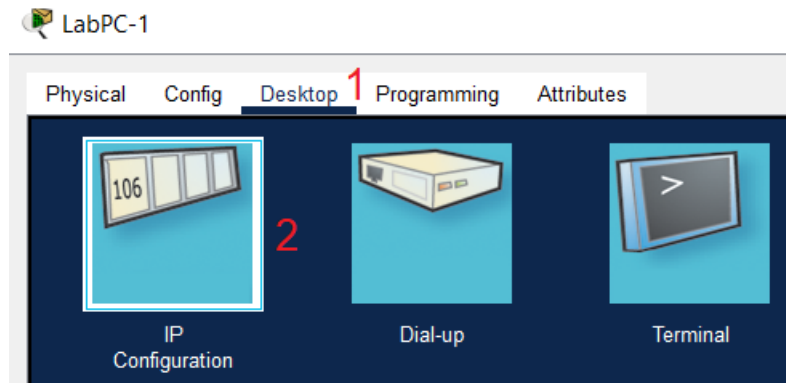 LabPC-1
Physical Config Desktop 1 Programming Attributes
106
>
2
IP
Configuration
Dial-up
Terminal